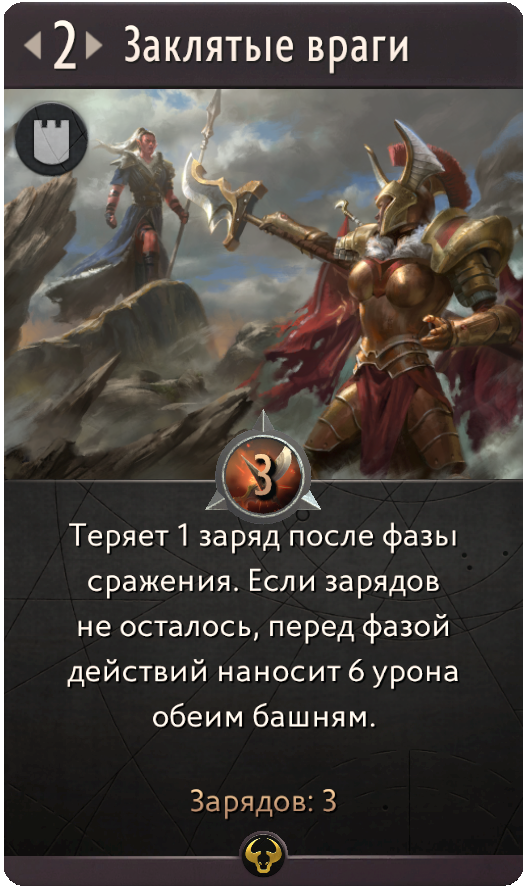 2 Заклятые враги
3
Теряет 1 заряд после фазы
сражения. Если зарядов
не осталось, перед фазой
действий наносит 6 урона
обеим башням.
Зарядов: 3